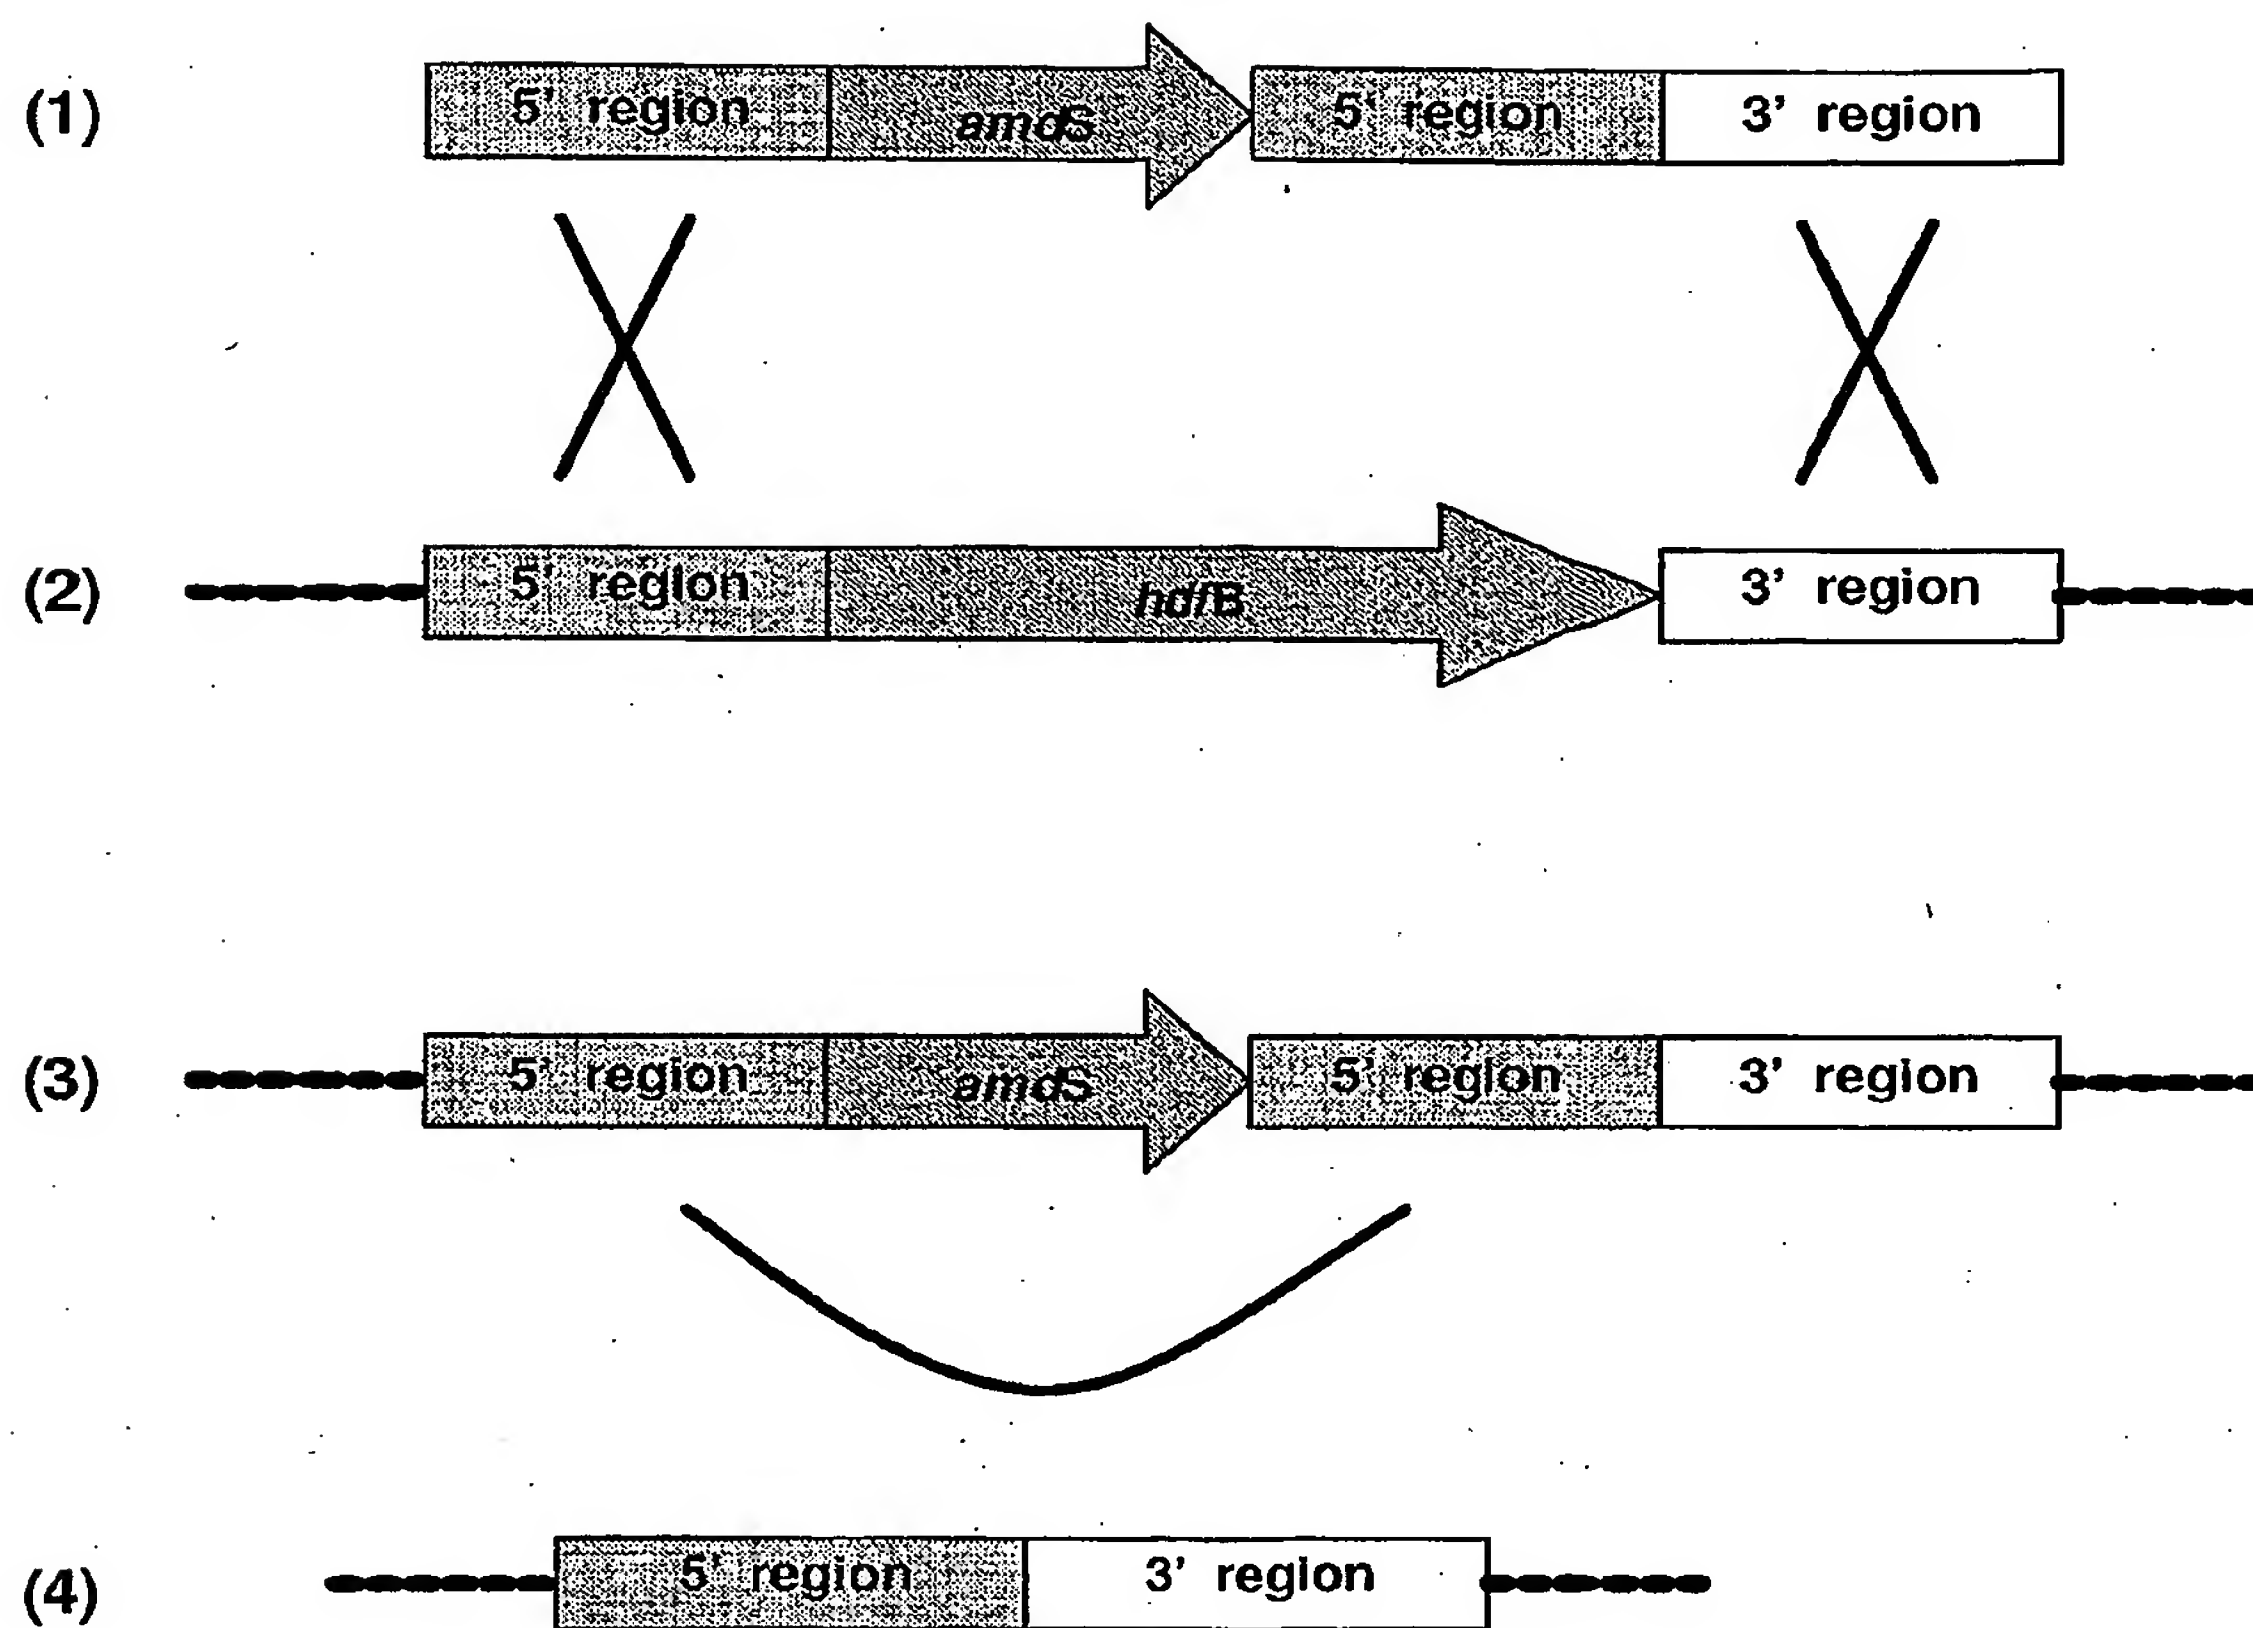 (1) 5' region amdS 5' region 3' region
(2) 5' region hdfB 3' region
(3) 5' region amdS 5' region 3' region
(4) 5' region 3' region